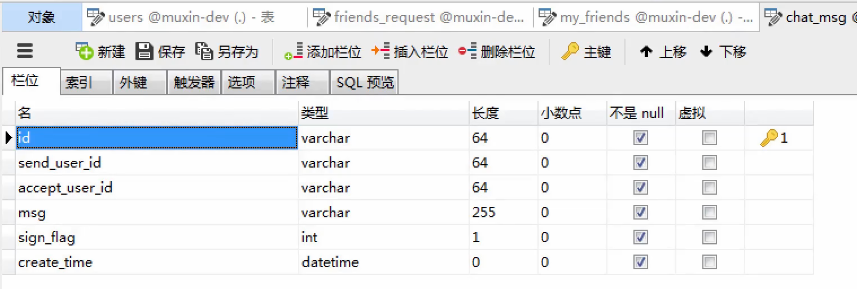 对象 users @muxin-dev (.) - 表 friends_request @muxin-de... my_friends @muxin-dev (.) -... chat_msg @
新建 保存 另存为 添加栏位 插入栏位 删除栏位 主键 上移 下移
栏位 索引 外键 触发器 选项 注释 SQL 预览
名 类型 长度 小数点 不是 null 虚拟
id varchar 64 0 1
send_user_id varchar 64 0
accept_user_id varchar 64 0
msg varchar 255 0
sign_flag int 1 0
create_time datetime 0 0